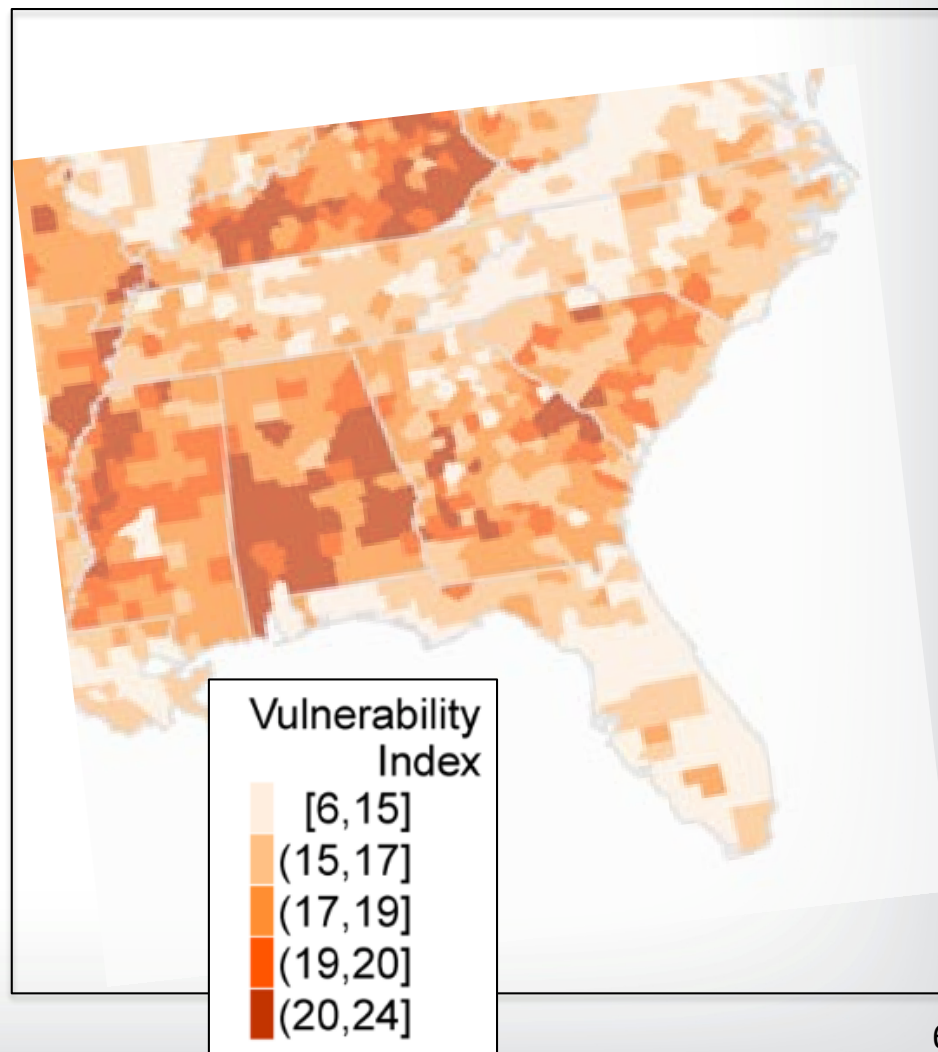 Vulnerability
Index
[6,15]
(15,17]
(17,19]
(19,20]
(20,24]